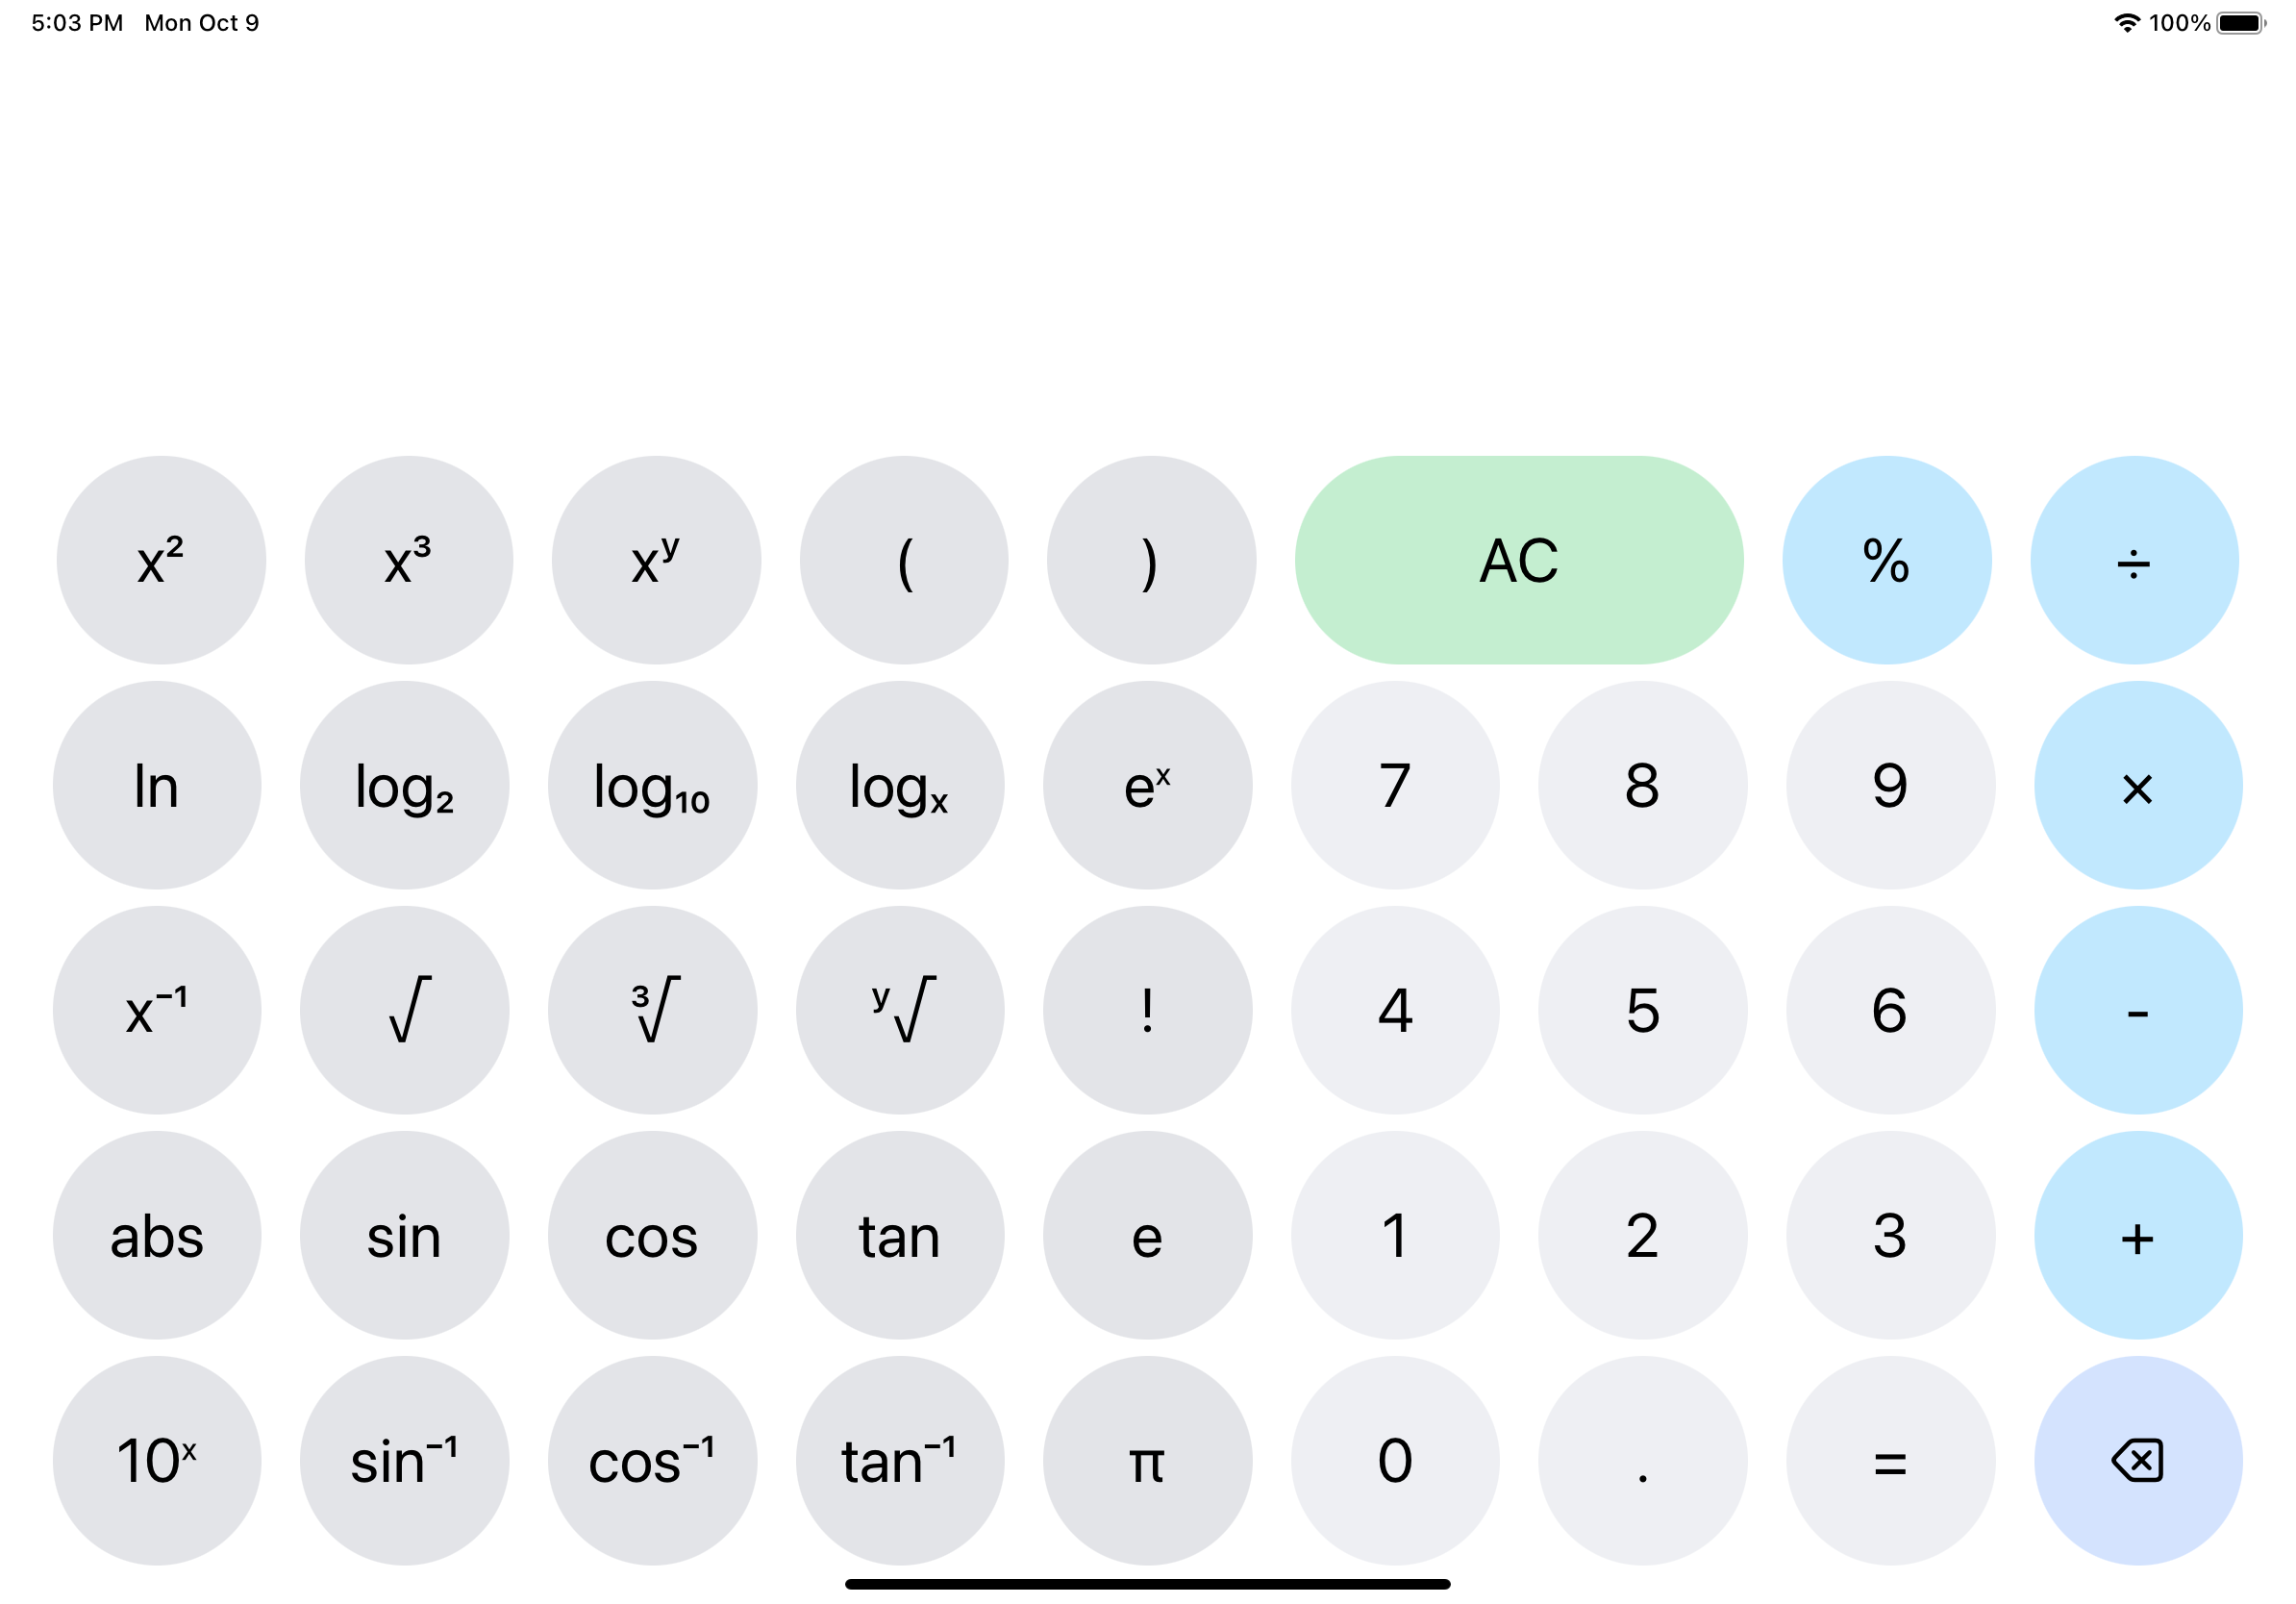 5:03 PM Mon Oct 9 100%
x² x³ xʸ ( ) AC % ÷
ln log₂ log₁₀ logₓ eˣ 7 8 9 ×
x⁻¹ √ ³√ ʸ√ ! 4 5 6 -
abs sin cos tan e 1 2 3 +
10ˣ sin⁻¹ cos⁻¹ tan⁻¹ π 0 . =